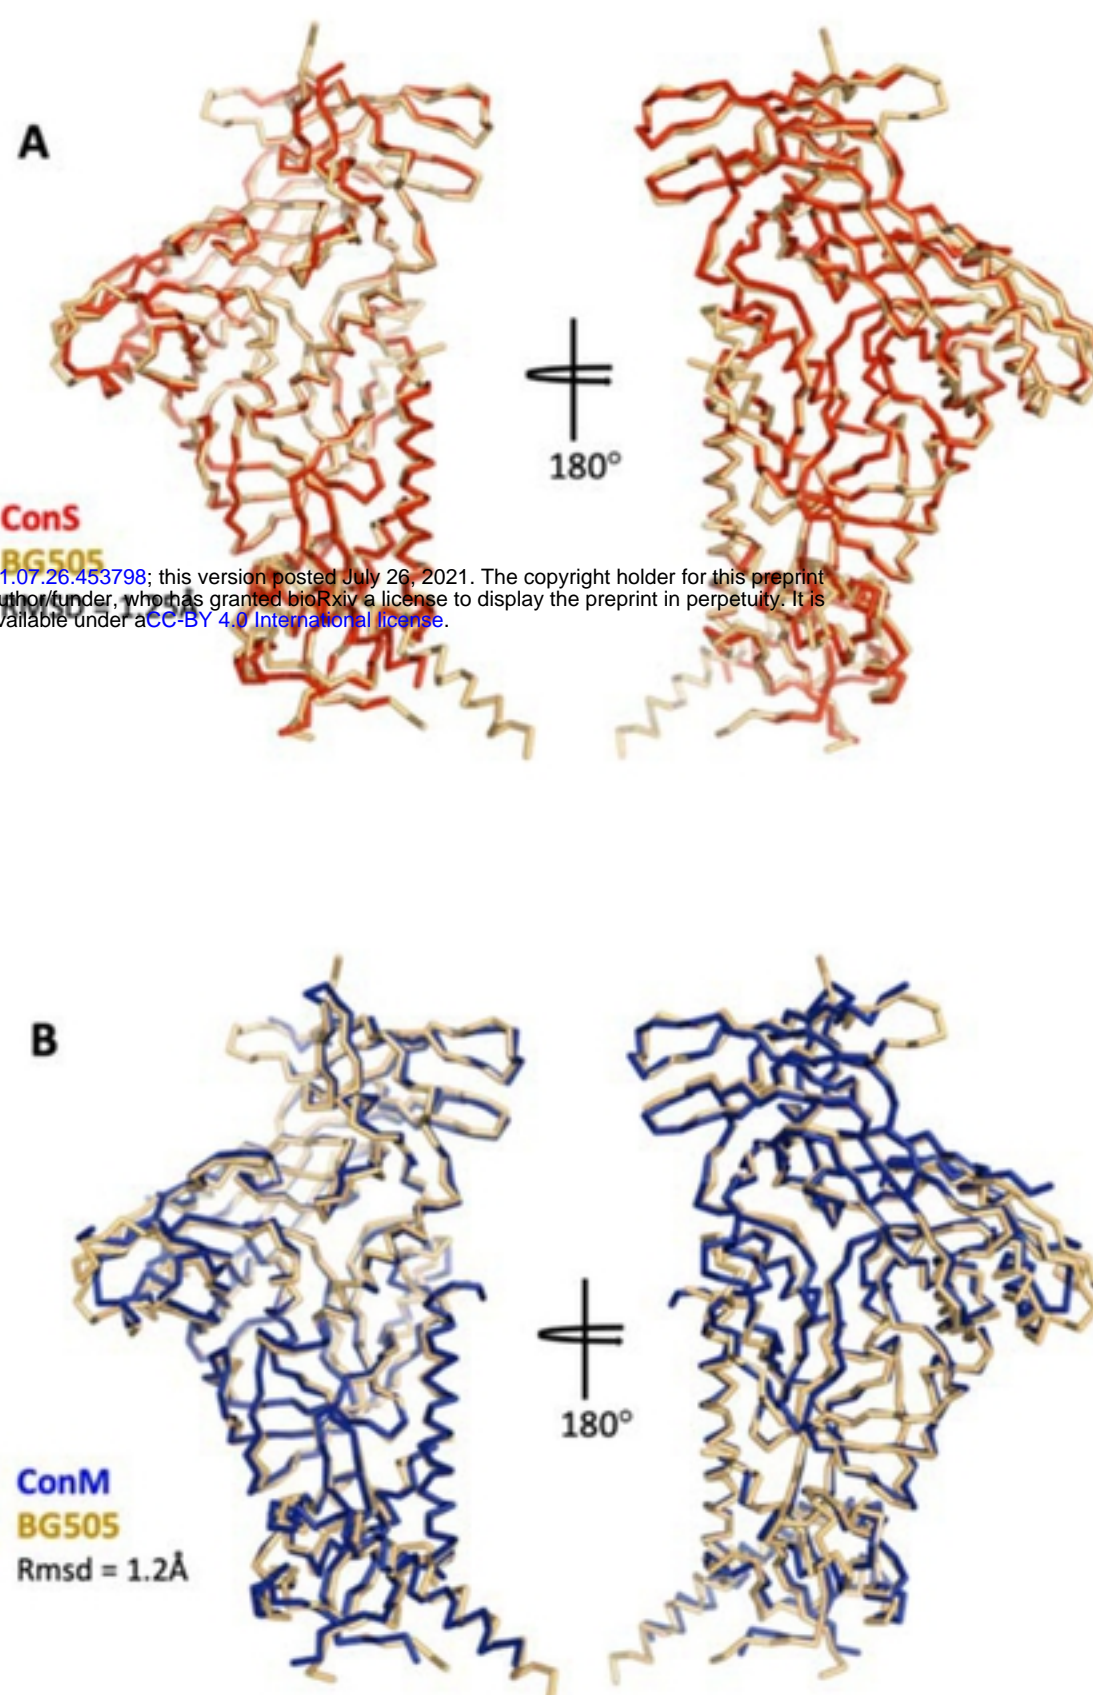 A
180°
ConS
BG505
1.07.26.453798; this version posted July 26, 2021. The copyright holder for this preprint
uthor/funder, who has granted bioRxiv a license to display the preprint in perpetuity. It is
vailable under aCC-BY 4.0 International license.
B
180°
ConM
BG505
Rmsd = 1.2Å